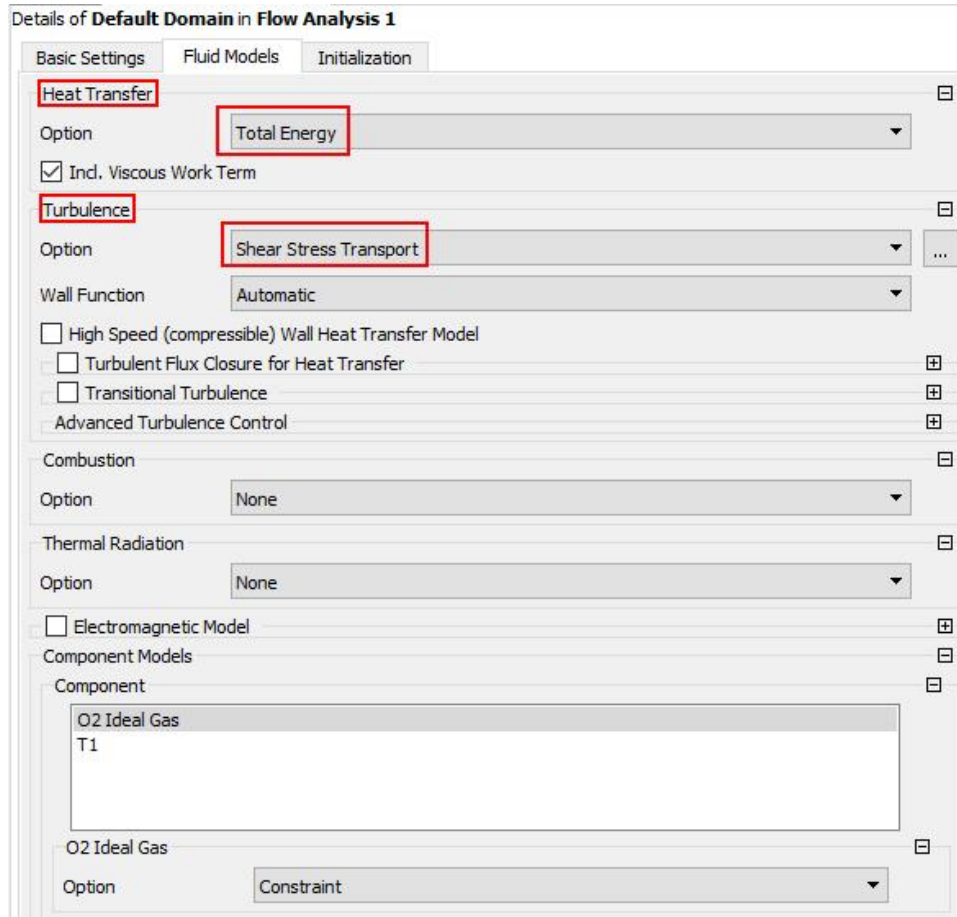 Details of Default Domain in Flow Analysis 1
Basic Settings Fluid Models Initialization
Heat Transfer
Option Total Energy
Incl. Viscous Work Term
Turbulence
Option Shear Stress Transport ...
Wall Function Automatic
High Speed (compressible) Wall Heat Transfer Model
Turbulent Flux Closure for Heat Transfer
Transitional Turbulence
Advanced Turbulence Control
Combustion
Option None
Thermal Radiation
Option None
Electromagnetic Model
Component Models
Component
O2 Ideal Gas
T1
O2 Ideal Gas
Option Constraint